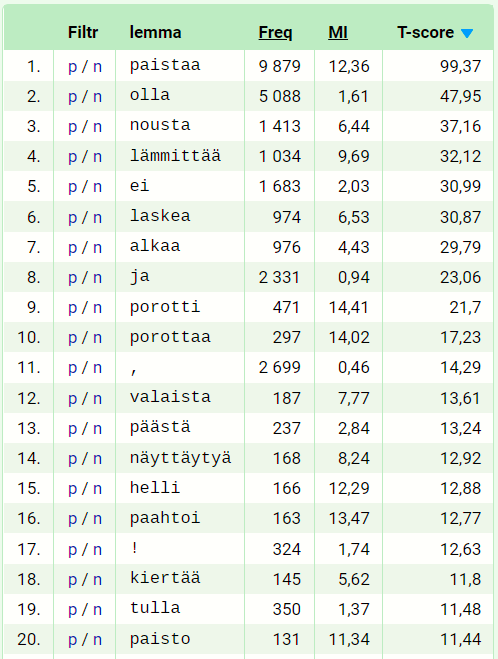 Filtr lemma Freq MI T-score
1. p / n paistaa 9 879 12,36 99,37
2. p / n olla 5 088 1,61 47,95
3. p / n nousta 1 413 6,44 37,16
4. p / n lämmittää 1 034 9,69 32,12
5. p / n ei 1 683 2,03 30,99
6. p / n laskea 974 6,53 30,87
7. p / n alkaa 976 4,43 29,79
8. p / n ja 2 331 0,94 23,06
9. p / n porotti 471 14,41 21,7
10. p / n porottaa 297 14,02 17,23
11. p / n , 2 699 0,46 14,29
12. p / n valaista 187 7,77 13,61
13. p / n päästä 237 2,84 13,24
14. p / n näyttäytyä 168 8,24 12,92
15. p / n helli 166 12,29 12,88
16. p / n paahtoi 163 13,47 12,77
17. p / n ! 324 1,74 12,63
18. p / n kiertää 145 5,62 11,8
19. p / n tulla 350 1,37 11,48
20. p / n paisto 131 11,34 11,44